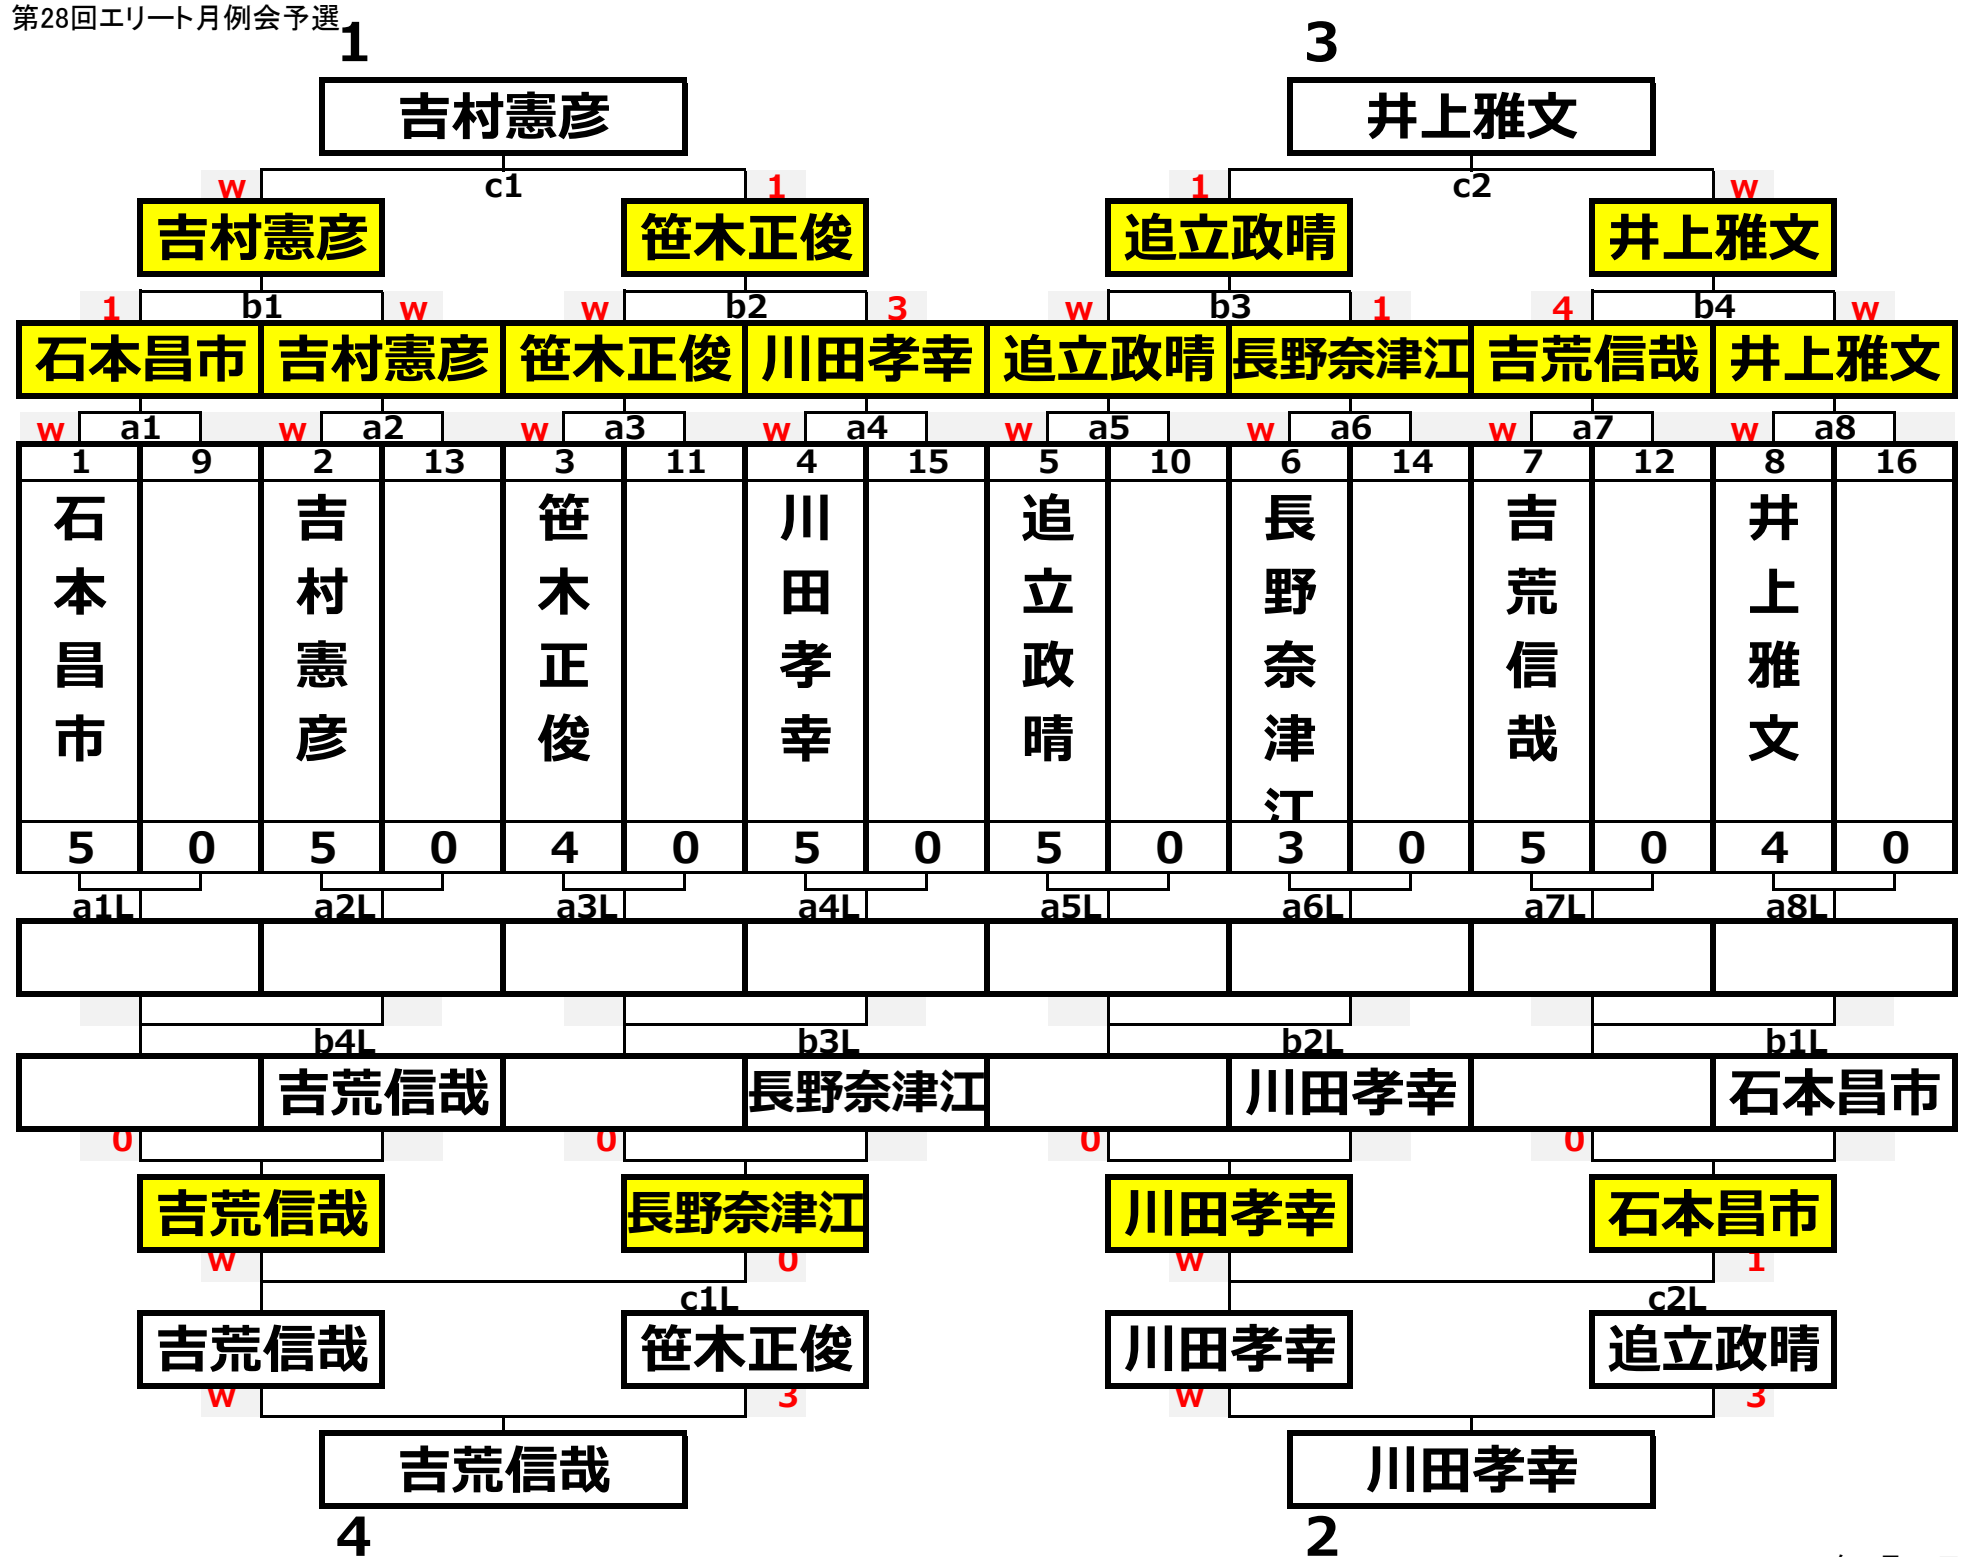 第28回エリート月例会予選
1 3
吉村憲彦 井上雅文
w c1 1 1 c2 w
吉村憲彦 笹木正俊 追立政晴 井上雅文
1 b1 w w b2 3 w b3 1 4 b4 w
石本昌市 吉村憲彦 笹木正俊 川田孝幸 追立政晴 長野奈津江 吉荒信哉 井上雅文
w a1 w a2 w a3 w a4 w a5 w a6 w a7 w a8
1 9 2 13 3 11 4 15 5 10 6 14 7 12 8 16
石本昌市 吉村憲彦 笹木正俊 川田孝幸 追立政晴 長野奈津江 吉荒信哉 井上雅文
5 0 5 0 4 0 5 0 5 0 3 0 5 0 4 0
a1L a2L a3L a4L a5L a6L a7L a8L
b4L b3L b2L b1L
吉荒信哉 長野奈津江 川田孝幸 石本昌市
0 0 0 0
吉荒信哉 長野奈津江 川田孝幸 石本昌市
w 0 w 1
c1L c2L
吉荒信哉 笹木正俊 川田孝幸 追立政晴
w 3 w 3
吉荒信哉 川田孝幸
4 2